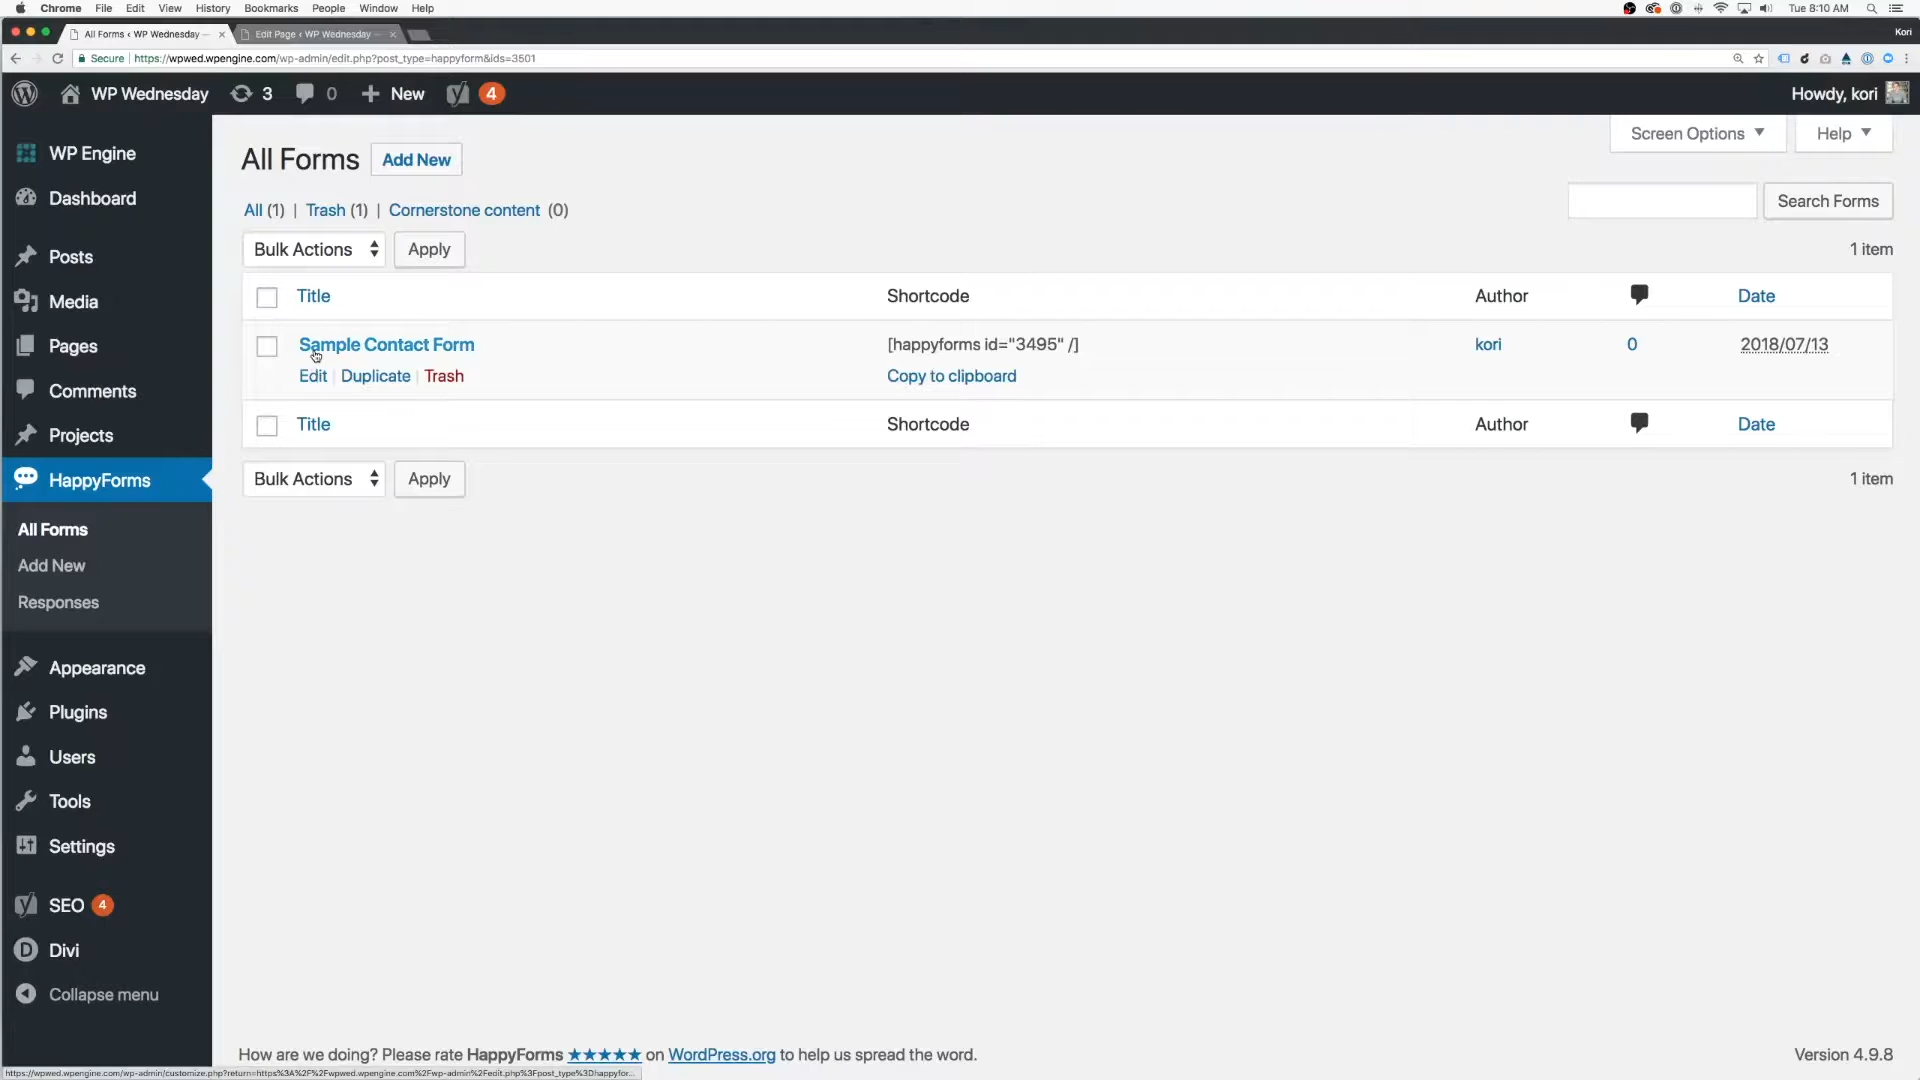 Chrome File Edit View History Bookmarks People Window Help Tue 8:10 AM
All Forms ‹ WP Wednesday — Edit Page ‹ WP Wednesday — Kori
Secure https://wpwed.wpengine.com/wp-admin/edit.php?post_type=happyform&ids=3501
WP Wednesday 3 0 New 4 Howdy, kori
WP Engine
Dashboard
Posts
Media
Pages
Comments
Projects
HappyForms
All Forms
Add New
Responses
Appearance
Plugins
Users
Tools
Settings
SEO 4
Divi
Collapse menu
Screen Options Help
All Forms Add New
All (1) | Trash (1) | Cornerstone content (0)
Search Forms
Bulk Actions Apply 1 item
Title Shortcode Author Date
Sample Contact Form [happyforms id="3495" /] kori 0 2018/07/13
Edit | Duplicate | Trash Copy to clipboard
Title Shortcode Author Date
Bulk Actions Apply 1 item
How are we doing? Please rate HappyForms ★★★★★ on WordPress.org to help us spread the word. Version 4.9.8
https://wpwed.wpengine.com/wp-admin/customize.php?return=https%3A%2F%2Fwpwed.wpengine.com%2Fwp-admin%2Fedit.php%3Fpost_type%3Dhappyfor...